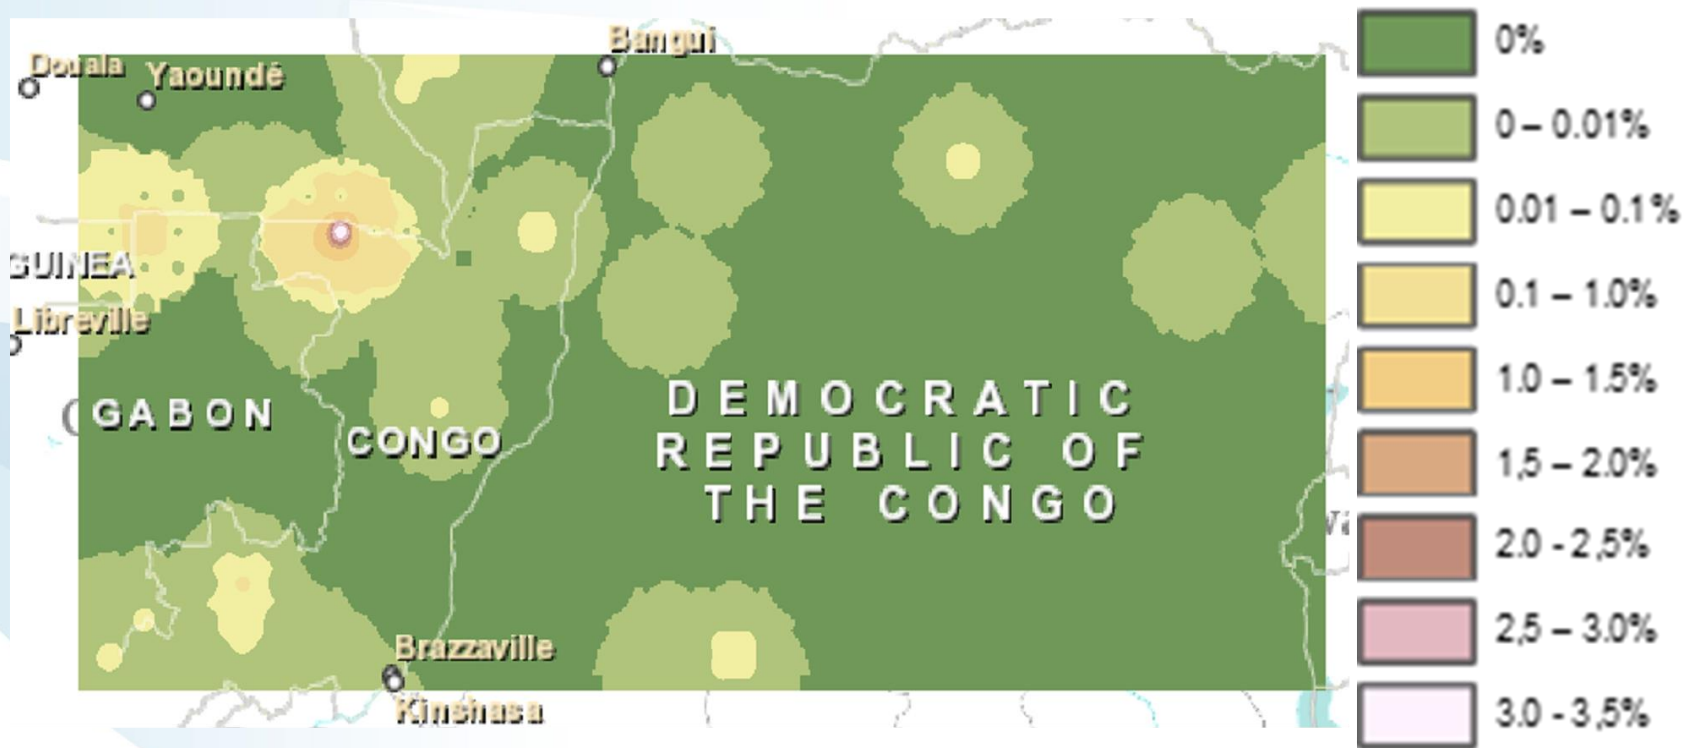 Bangui
Douala
Yaoundé
GUINEA
Libreville
GABON
CONGO
DEMOCRATIC
REPUBLIC OF
THE CONGO
Brazzaville
Kinshasa
0%
0 – 0.01%
0.01 – 0.1%
0.1 – 1.0%
1.0 – 1.5%
1,5 – 2.0%
2.0 - 2,5%
2,5 – 3.0%
3.0 - 3,5%